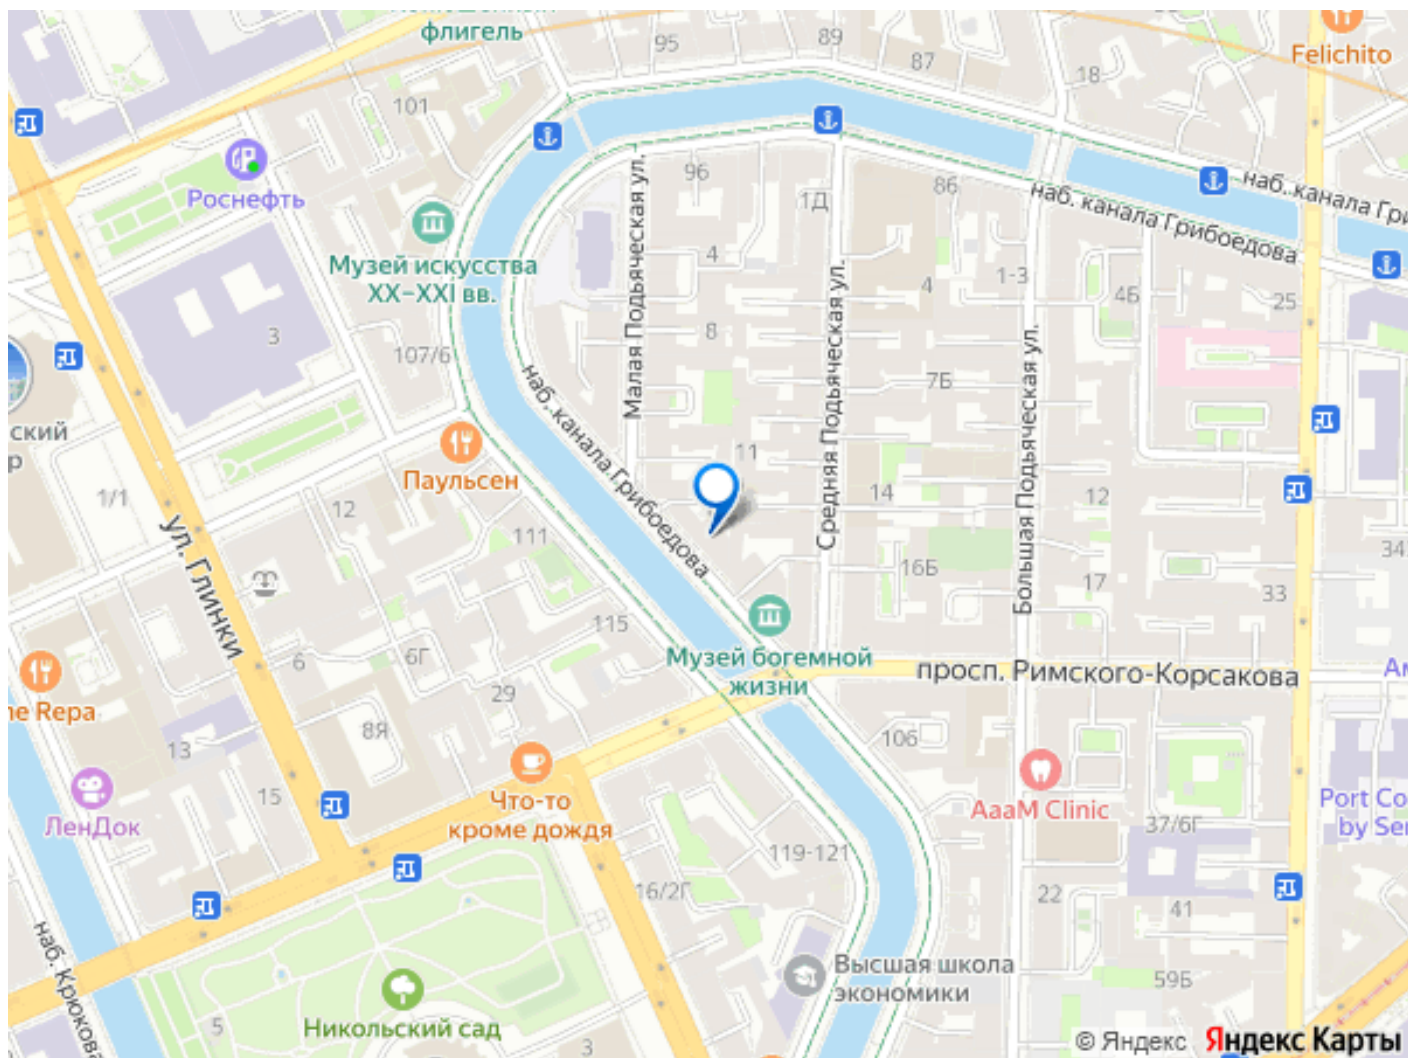 флигель
95
89
87
18
Felichito
101
Роснефть
96
1Д
86
наб. канала Грибоедова
Музей искусства
XX–XXI вв.
Малая Подьяческая ул.
4
4
1-3
4Б
25
3
107/6
8
7Б
наб. канала Грибоедова
Средняя Подьяческая ул.
Большая Подьяческая ул.
наб. канала Гри
ский
р
1/1
Паульсен
11
14
12
12
111
16Б
17
33
34
ул. Глинки
115
6
6Г
29
Музей богемной
жизни
просп. Римского-Корсакова
Ам
ne Repa
13
8Я
106
ЛенДок
15
Что-то
кроме дождя
AaaM Clinic
Port Co
by Ser
37/6Г
119-121
16/2Г
22
41
наб. Крюкова
Высшая школа
экономики
59Б
5
Никольский сад
3
© Яндекс Яндекс Карты